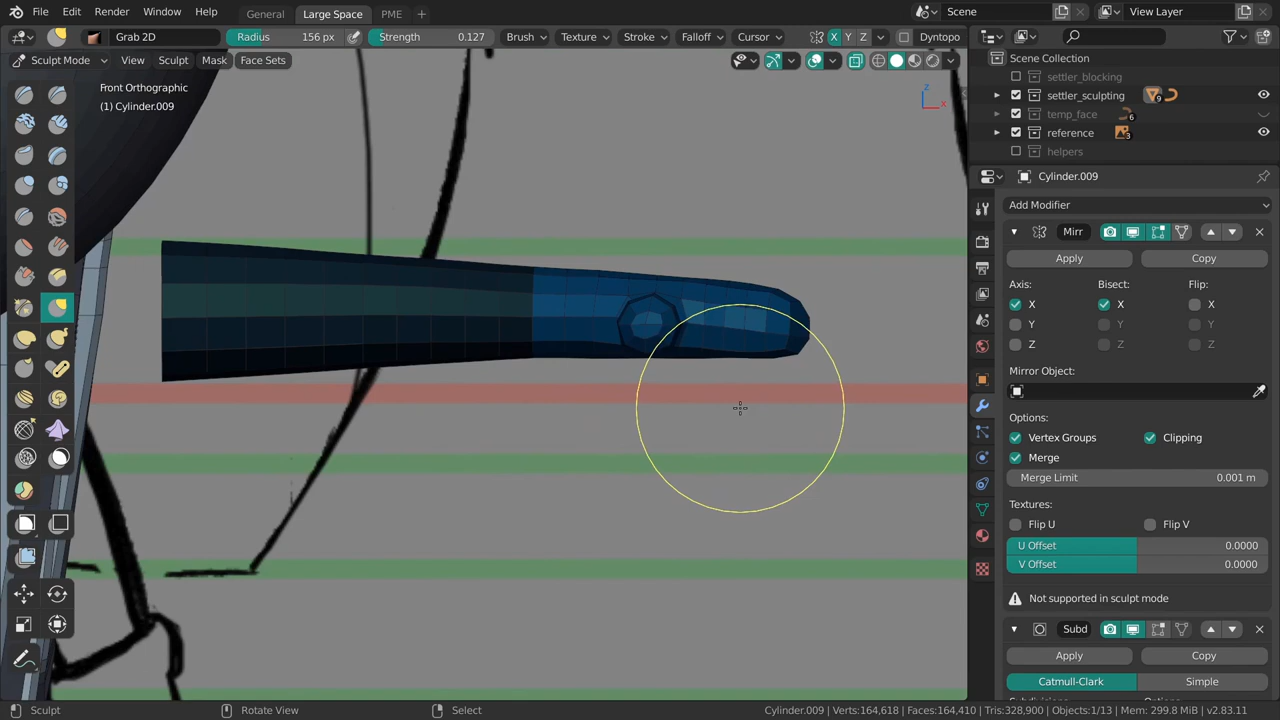 File Edit Render Window Help General Large Space PME + Scene View Layer
Grab 2D Radius 156 px Strength 0.127 Brush Texture Stroke Falloff Cursor X Y Z Dyntopo
Sculpt Mode View Sculpt Mask Face Sets
Front Orthographic
(1) Cylinder.009
Z
X
Scene Collection
settler_blocking
settler_sculpting 9
temp_face 6
reference 3
helpers
Cylinder.009
Add Modifier
Mirr
Apply Copy
Axis: Bisect: Flip:
X X X
Y Y Y
Z Z Z
Mirror Object:
Options:
Vertex Groups Clipping
Merge
Merge Limit 0.001 m
Textures:
Flip U Flip V
U Offset 0.0000
V Offset 0.0000
Not supported in sculpt mode
Subd
Apply Copy
Catmull-Clark Simple
Sculpt Rotate View Select Cylinder.009 | Verts:164,618 | Faces:164,410 | Tris:328,900 | Objects:1/13 | Mem: 299.8 MiB | v2.83.11